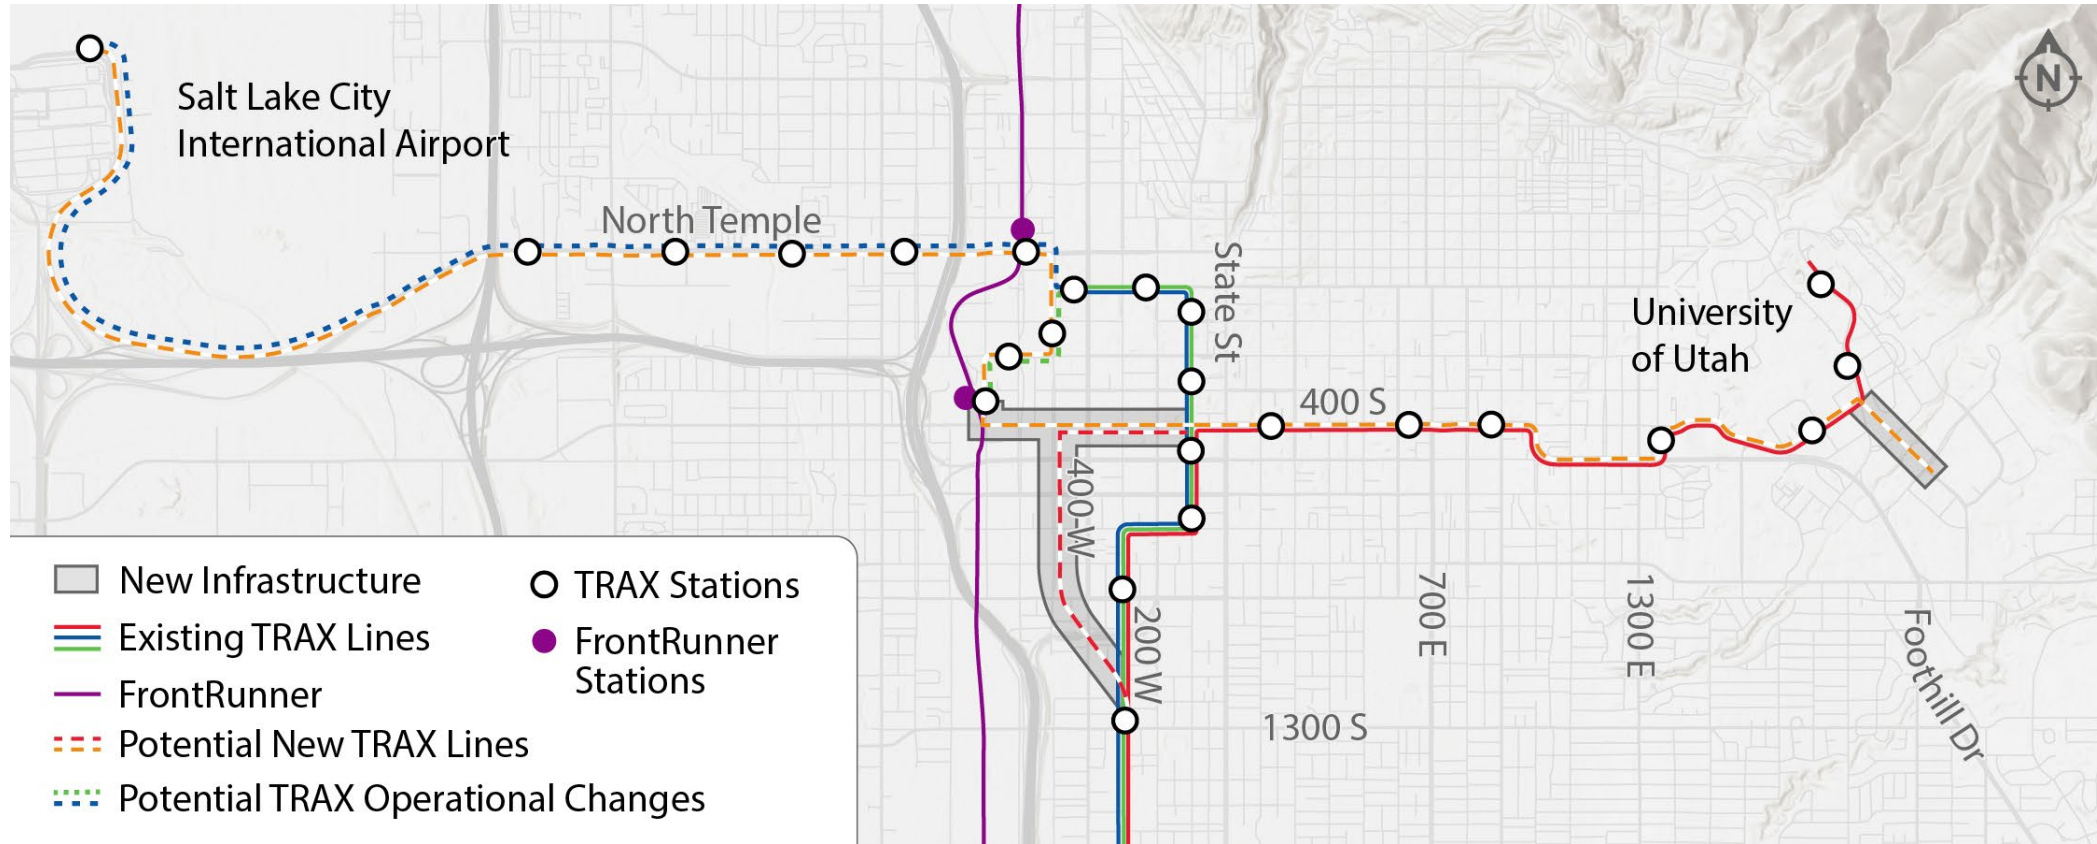 N
Salt Lake City
International Airport
North Temple
State St
University
of Utah
400 S
400 W
200 W
700 E
1300 E
Foothill Dr
1300 S
New Infrastructure
Existing TRAX Lines
FrontRunner
Potential New TRAX Lines
Potential TRAX Operational Changes
TRAX Stations
FrontRunner
Stations